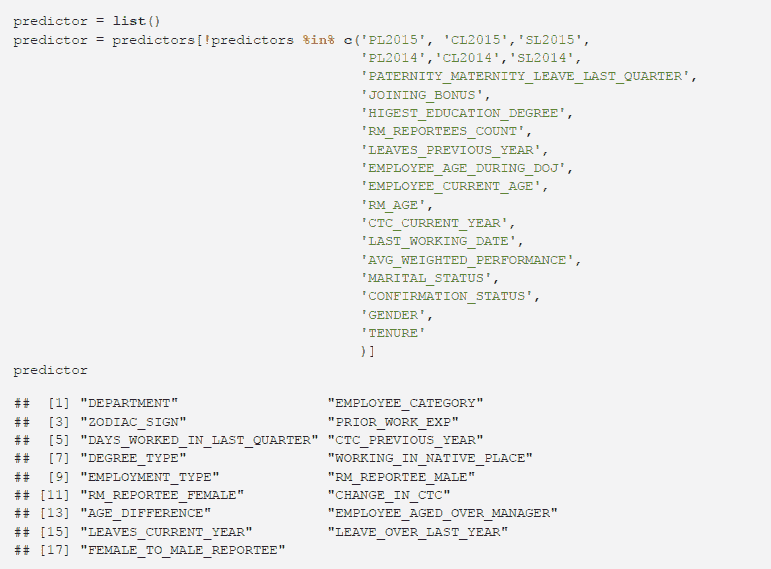 predictor = list()
predictor = predictors[!predictors %in% c('PL2015', 'CL2015','SL2015',
'PL2014','CL2014','SL2014',
'PATERNITY_MATERNITY_LEAVE_LAST_QUARTER',
'JOINING_BONUS',
'HIGEST_EDUCATION_DEGREE',
'RM_REPORTEES_COUNT',
'LEAVES_PREVIOUS_YEAR',
'EMPLOYEE_AGE_DURING_DOJ',
'EMPLOYEE_CURRENT_AGE',
'RM_AGE',
'CTC_CURRENT_YEAR',
'LAST_WORKING_DATE',
'AVG_WEIGHTED_PERFORMANCE',
'MARITAL_STATUS',
'CONFIRMATION_STATUS',
'GENDER',
'TENURE'
)]
predictor
## [1] "DEPARTMENT" "EMPLOYEE_CATEGORY"
## [3] "ZODIAC_SIGN" "PRIOR_WORK_EXP"
## [5] "DAYS_WORKED_IN_LAST_QUARTER" "CTC_PREVIOUS_YEAR"
## [7] "DEGREE_TYPE" "WORKING_IN_NATIVE_PLACE"
## [9] "EMPLOYMENT_TYPE" "RM_REPORTEE_MALE"
## [11] "RM_REPORTEE_FEMALE" "CHANGE_IN_CTC"
## [13] "AGE_DIFFERENCE" "EMPLOYEE_AGED_OVER_MANAGER"
## [15] "LEAVES_CURRENT_YEAR" "LEAVE_OVER_LAST_YEAR"
## [17] "FEMALE_TO_MALE_REPORTEE"